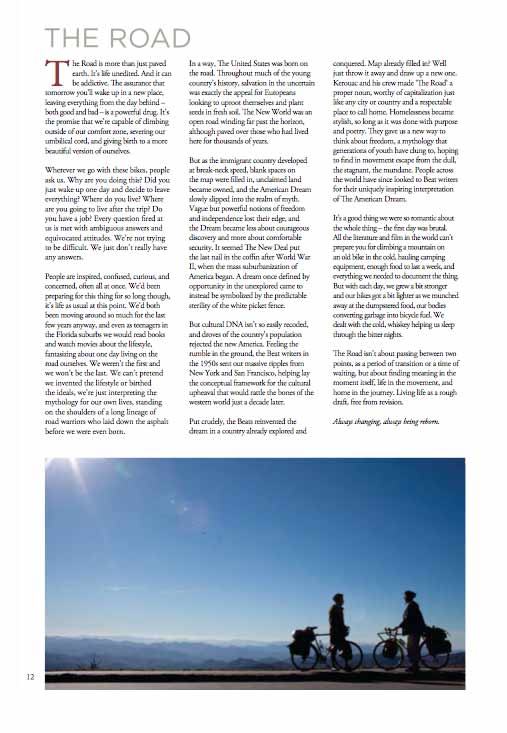 THE ROAD
The Road is more than just paved
earth. It's life unedited. And it can
be addictive. The assurance that
tomorrow you'll wake up in a new place,
leaving everything from the day behind –
both good and bad – is a powerful drug. It's
the promise that we're capable of climbing
outside of our comfort zone, severing our
umbilical cord, and giving birth to a more
beautiful version of ourselves.
Wherever we go with these bikes, people
ask us. Why are you doing this? Did you
just wake up one day and decide to leave
everything? Where do you live? Where
are you going to live after the trip? Do
you have a job? Every question fired at
us is met with ambiguous answers and
equivocated attitudes. We're not trying
to be difficult. We just don't really have
any answers.
People are inspired, confused, curious, and
concerned, often all at once. We'd been
preparing for this thing for so long though,
it's life as usual at this point. We'd both
been moving around so much for the last
few years anyway, and even as teenagers in
the Florida suburbs we would read books
and watch movies about the lifestyle,
fantasizing about one day living on the
road ourselves. We weren't the first and
we won't be the last. We can't pretend
we invented the lifestyle or birthed
the ideals, we're just interpreting the
mythology for our own lives, standing
on the shoulders of a long lineage of
road warriors who laid down the asphalt
before we were even born.
In a way, The United States was born on
the road. Throughout much of the young
country's history, salvation in the uncertain
was exactly the appeal for Europeans
looking to uproot themselves and plant
seeds in fresh soil. The New World was an
open road winding far past the horizon,
although paved over those who had lived
here for thousands of years.
But as the immigrant country developed
at break-neck speed, blank spaces on
the map were filled in, unclaimed land
became owned, and the American Dream
slowly slipped into the realm of myth.
Vague but powerful notions of freedom
and independence lost their edge, and
the Dream became less about courageous
discovery and more about comfortable
security. It seemed The New Deal put
the last nail in the coffin after World War
II, when the mass suburbanization of
America began. A dream once defined by
opportunity in the unexplored came to
instead be symbolized by the predictable
sterility of the white picket fence.
But cultural DNA isn't so easily recoded,
and droves of the country's population
rejected the new America. Feeling the
rumble in the ground, the Beat writers in
the 1950s sent out massive ripples from
New York and San Francisco, helping lay
the conceptual framework for the cultural
upheaval that would rattle the bones of the
western world just a decade later.
Put crudely, the Beats reinvented the
dream in a country already explored and
conquered. Map already filled in? Well
just throw it away and draw up a new one.
Kerouac and his crew made 'The Road' a
proper noun, worthy of capitalization just
like any city or country and a respectable
place to call home. Homelessness became
stylish, so long as it was done with purpose
and poetry. They gave us a new way to
think about freedom, a mythology that
generations of youth have clung to, hoping
to find in movement escape from the dull,
the stagnant, the mundane. People across
the world have since looked to Beat writers
for their uniquely inspiring interpretation
of The American Dream.
It's a good thing we were so romantic about
the whole thing – the first day was brutal.
All the literature and film in the world can't
prepare you for climbing a mountain on
an old bike in the cold, hauling camping
equipment, enough food to last a week, and
everything we needed to document the thing.
But with each day, we grew a bit stronger
and our bikes got a bit lighter as we munched
away at the dumpstered food, our bodies
converting garbage into bicycle fuel. We
dealt with the cold, whiskey helping us sleep
through the bitter nights.
The Road isn't about passing between two
points, as a period of transition or a time of
waiting, but about finding meaning in the
moment itself, life in the movement, and
home in the journey. Living life as a rough
draft, free from revision.
Always changing, always being reborn.
12